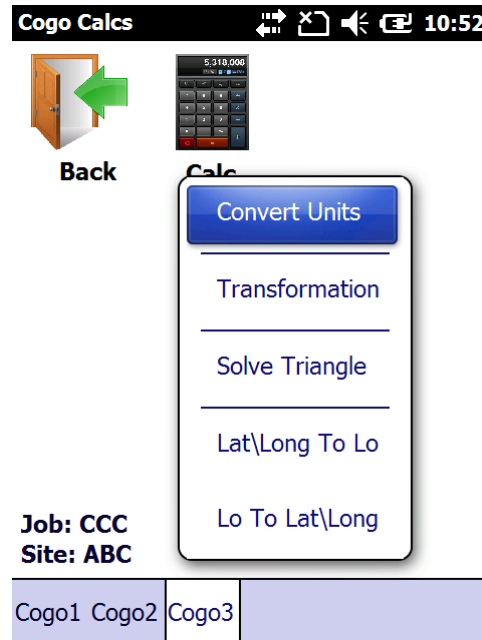 Cogo Calcs 10:52
5,318,008
Back Calc
Convert Units
Transformation
Solve Triangle
Lat\Long To Lo
Lo To Lat\Long
Job: CCC
Site: ABC
Cogo1 Cogo2 Cogo3